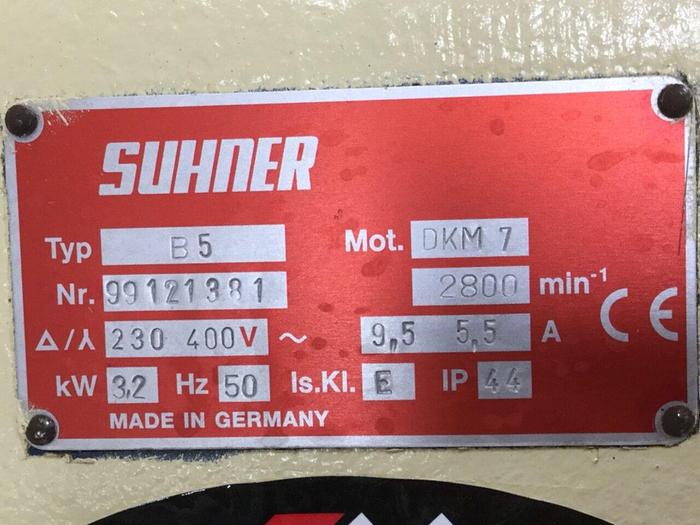 SUHNER
Typ B 5 Mot. DKM 7
Nr. 99121381 2800 min⁻¹
Δ/⅄ 230 400V ~ 9,5 5,5 A CE
kW 3,2 Hz 50 Is.Kl. E IP 44
MADE IN GERMANY